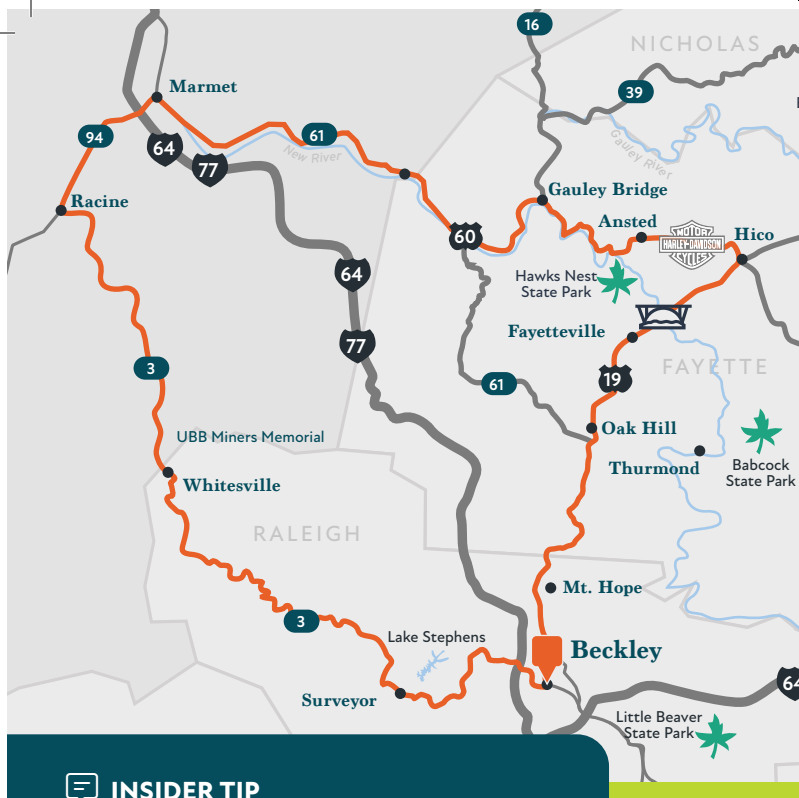 16
NICHOLAS
39
Marmet
94
61
64
77
New River
Gauley River
Racine
Gauley Bridge
Ansted
MOTOR
HARLEY-DAVIDSON
CYCLES
Hico
60
64
Hawks Nest
State Park
77
Fayetteville
FAYETTE
3
19
61
UBB Miners Memorial
Oak Hill
Thurmond
Babcock
State Park
Whitesville
RALEIGH
Mt. Hope
3
Lake Stephens
Beckley
Surveyor
64
Little Beaver
State Park
INSIDER TIP